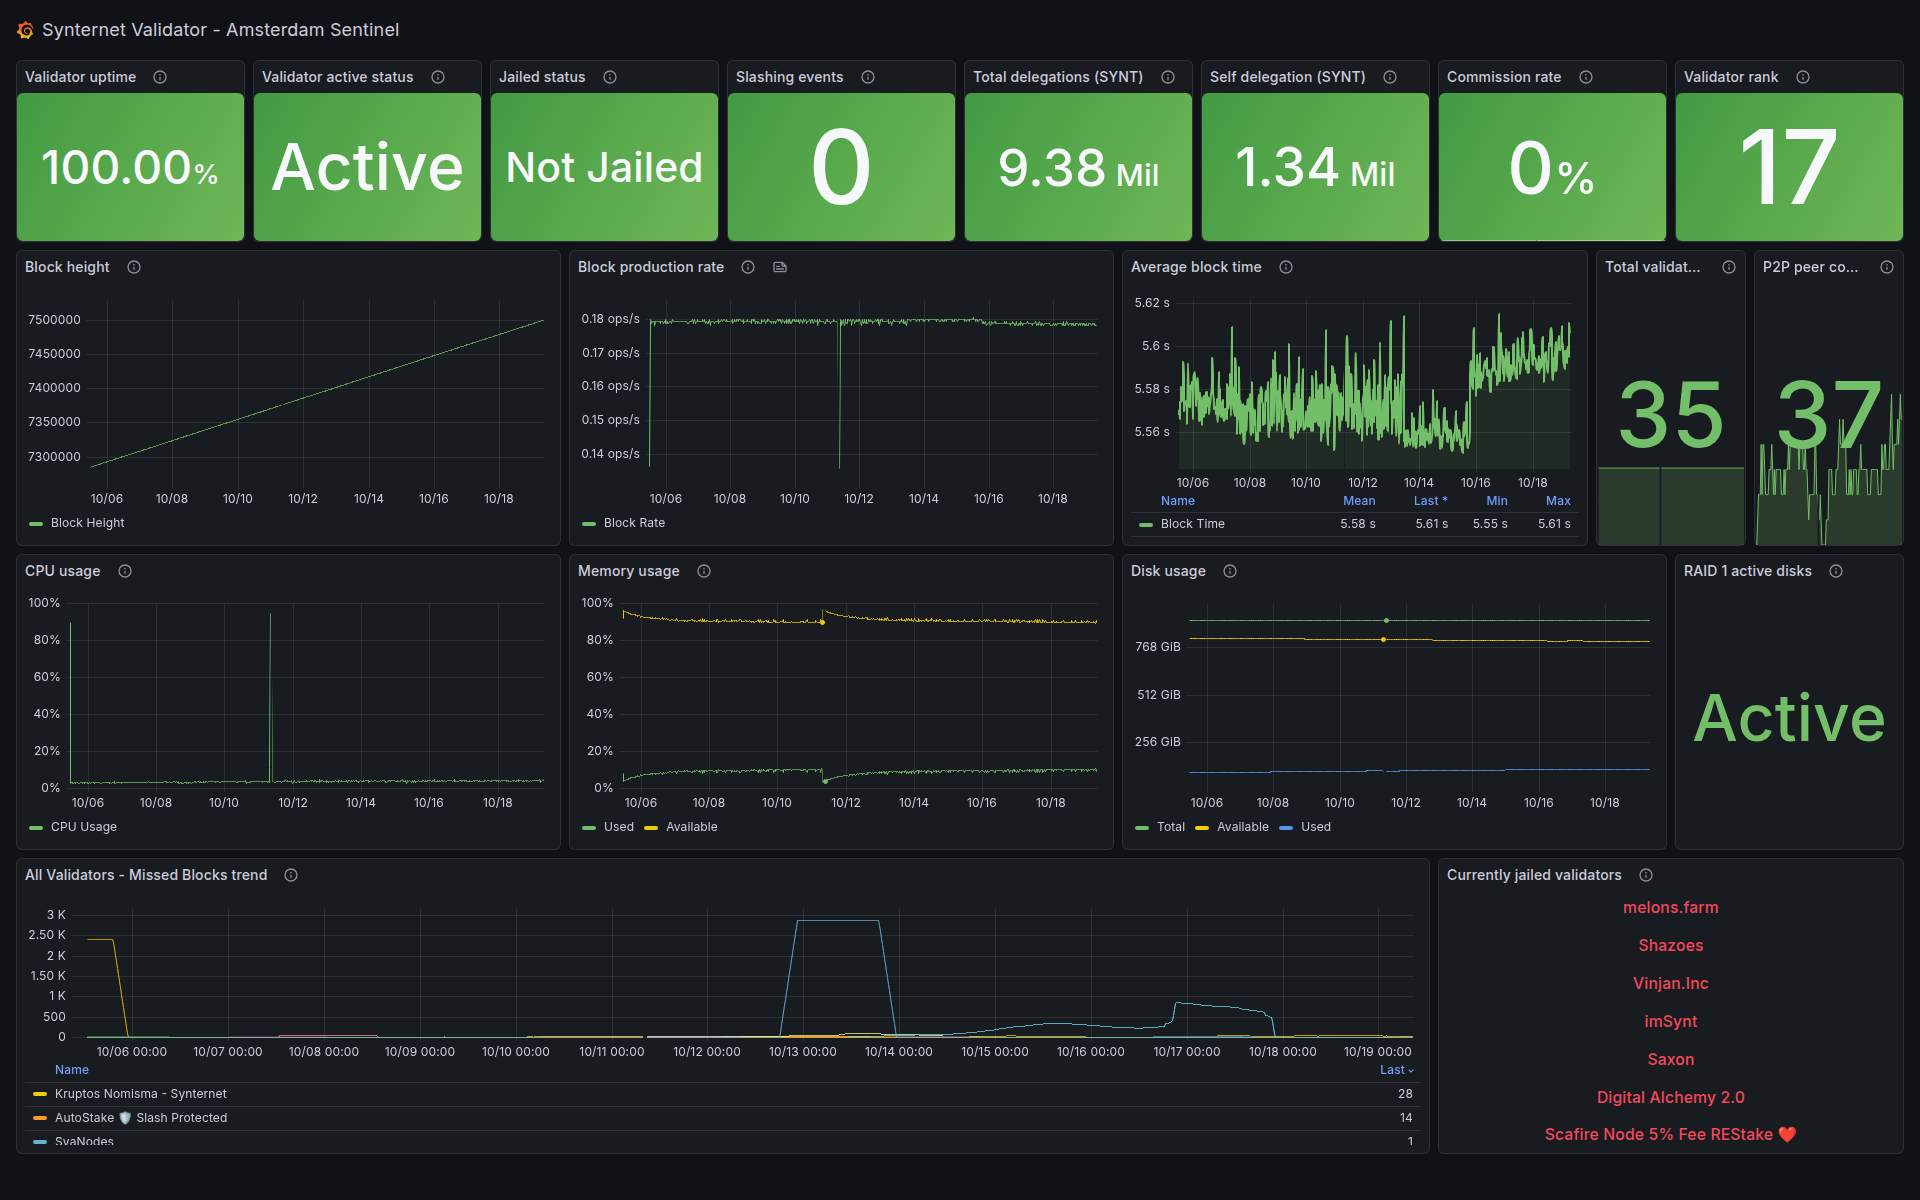 Synternet Validator - Amsterdam Sentinel
Validator uptime
100.00%
Validator active status
Active
Jailed status
Not Jailed
Slashing events
0
Total delegations (SYNT)
9.38 Mil
Self delegation (SYNT)
1.34 Mil
Commission rate
0%
Validator rank
17
Block height
7500000
7450000
7400000
7350000
7300000
10/06 10/08 10/10 10/12 10/14 10/16 10/18
Block Height
Block production rate
0.18 ops/s
0.17 ops/s
0.16 ops/s
0.15 ops/s
0.14 ops/s
10/06 10/08 10/10 10/12 10/14 10/16 10/18
Block Rate
Average block time
5.62 s
5.6 s
5.58 s
5.56 s
10/06 10/08 10/10 10/12 10/14 10/16 10/18
Name Mean Last * Min Max
Block Time 5.58 s 5.61 s 5.55 s 5.61 s
Total validat...
35
P2P peer co...
37
CPU usage
100%
80%
60%
40%
20%
0%
10/06 10/08 10/10 10/12 10/14 10/16 10/18
CPU Usage
Memory usage
100%
80%
60%
40%
20%
0%
10/06 10/08 10/10 10/12 10/14 10/16 10/18
Used Available
Disk usage
768 GiB
512 GiB
256 GiB
10/06 10/08 10/10 10/12 10/14 10/16 10/18
Total Available Used
RAID 1 active disks
Active
All Validators - Missed Blocks trend
3 K
2.50 K
2 K
1.50 K
1 K
500
0
10/06 00:00 10/07 00:00 10/08 00:00 10/09 00:00 10/10 00:00 10/11 00:00 10/12 00:00 10/13 00:00 10/14 00:00 10/15 00:00 10/16 00:00 10/17 00:00 10/18 00:00 10/19 00:00
Name Last
Kruptos Nomisma - Synternet 28
AutoStake 🛡️ Slash Protected 14
SvaNodes 1
Currently jailed validators
melons.farm
Shazoes
Vinjan.Inc
imSynt
Saxon
Digital Alchemy 2.0
Scafire Node 5% Fee REStake ❤️